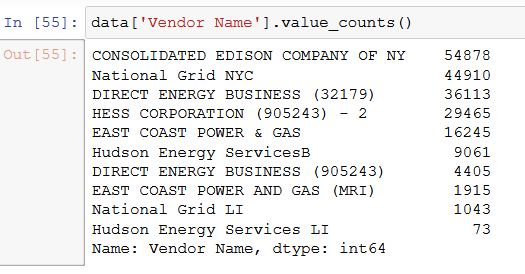 In [55]: data['Vendor Name'].value_counts()
Out[55]: CONSOLIDATED EDISON COMPANY OF NY 54878
National Grid NYC 44910
DIRECT ENERGY BUSINESS (32179) 36113
HESS CORPORATION (905243) - 2 29465
EAST COAST POWER & GAS 16245
Hudson Energy ServicesB 9061
DIRECT ENERGY BUSINESS (905243) 4405
EAST COAST POWER AND GAS (MRI) 1915
National Grid LI 1043
Hudson Energy Services LI 73
Name: Vendor Name, dtype: int64